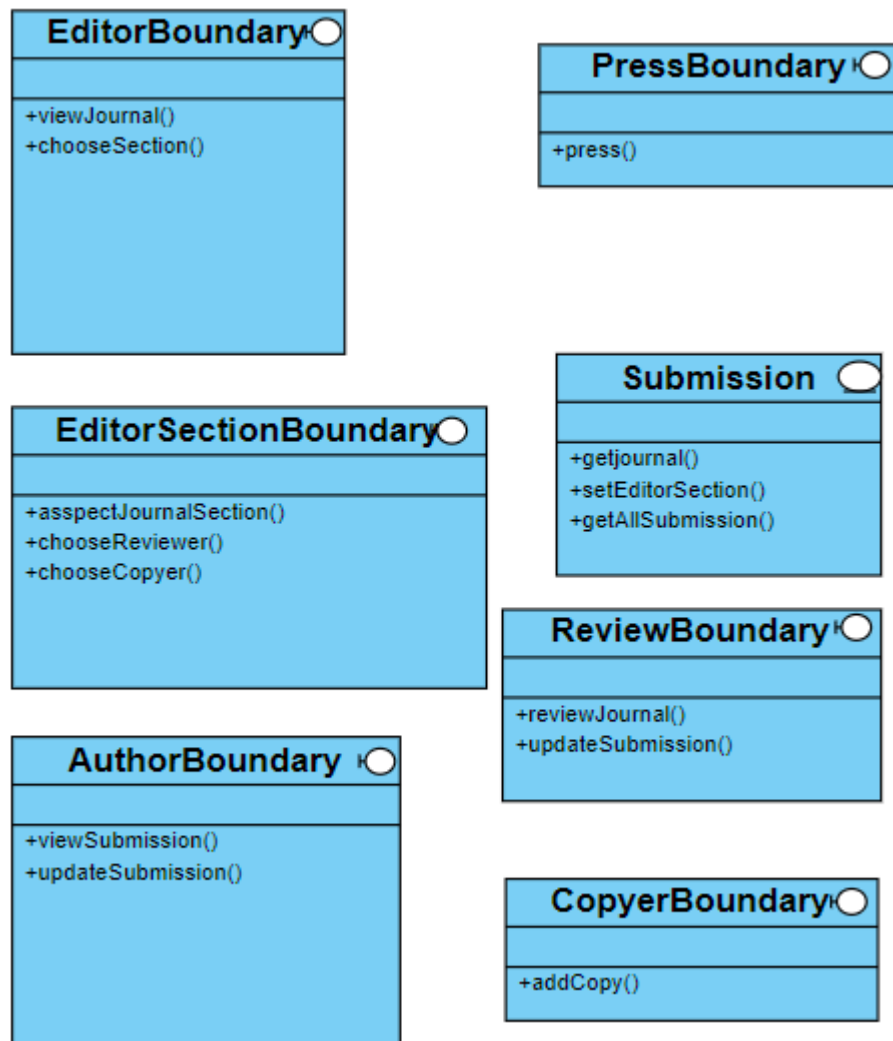 EditorBoundary
+viewJournal()
+chooseSection()
PressBoundary
+press()
EditorSectionBoundary
+asspectJournalSection()
+chooseReviewer()
+chooseCopyer()
Submission
+getjournal()
+setEditorSection()
+getAllSubmission()
ReviewBoundary
+reviewJournal()
+updateSubmission()
AuthorBoundary
+viewSubmission()
+updateSubmission()
CopyerBoundary
+addCopy()